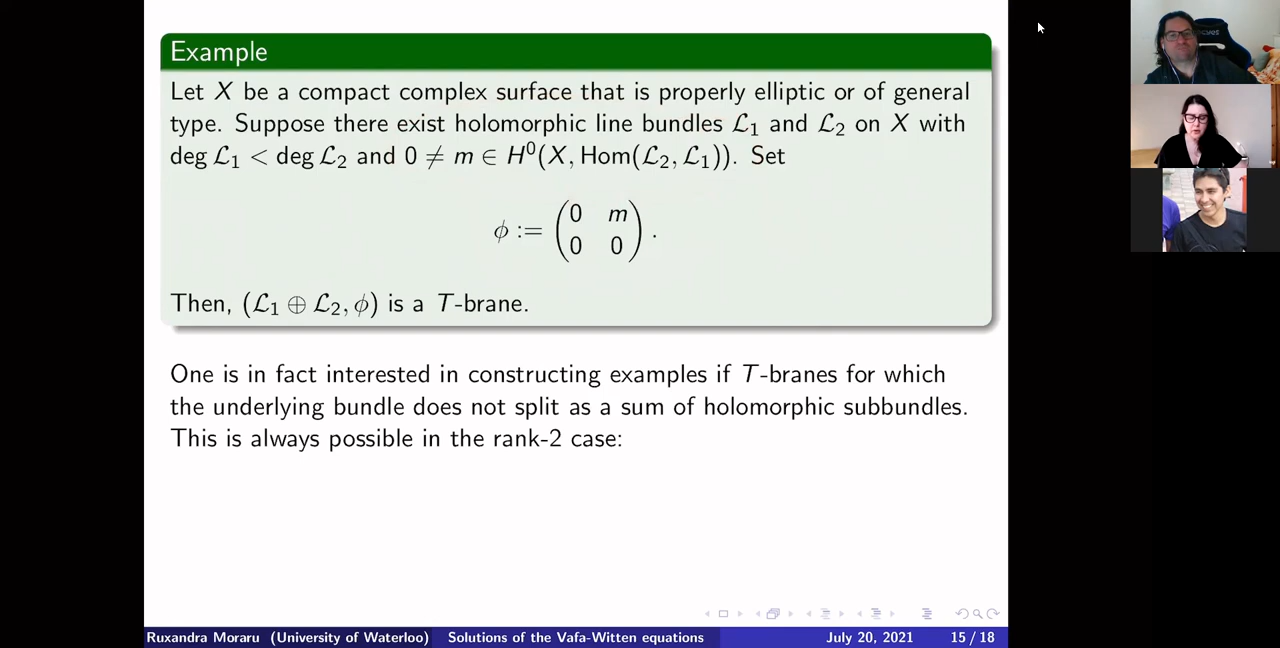 Example
Let X be a compact complex surface that is properly elliptic or of general
type. Suppose there exist holomorphic line bundles ℒ₁ and ℒ₂ on X with
deg ℒ₁ < deg ℒ₂ and 0 ≠ m ∈ H⁰(X, Hom(ℒ₂, ℒ₁)). Set
ϕ := ( 0 m
0 0 ) .
Then, (ℒ₁ ⊕ ℒ₂, ϕ) is a T-brane.
One is in fact interested in constructing examples if T-branes for which
the underlying bundle does not split as a sum of holomorphic subbundles.
This is always possible in the rank-2 case:
Ruxandra Moraru (University of Waterloo) Solutions of the Vafa-Witten equations July 20, 2021 15 / 18